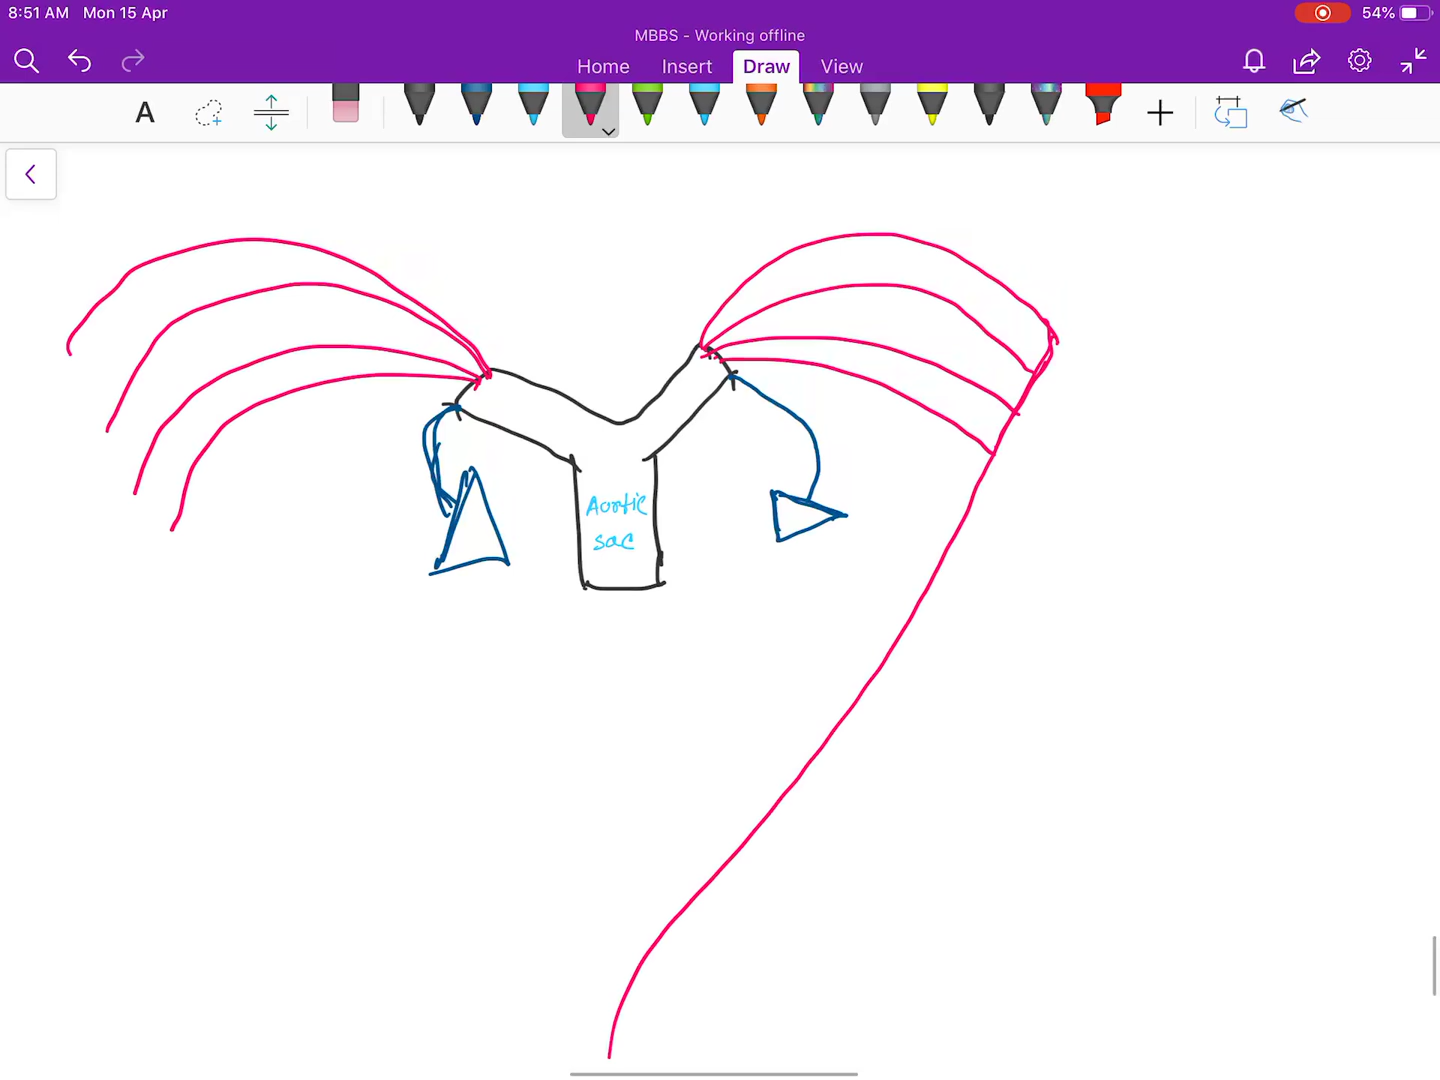 8:51 AM Mon 15 Apr
54%
MBBS - Working offline
Home Insert Draw View
A
Aortic
sac